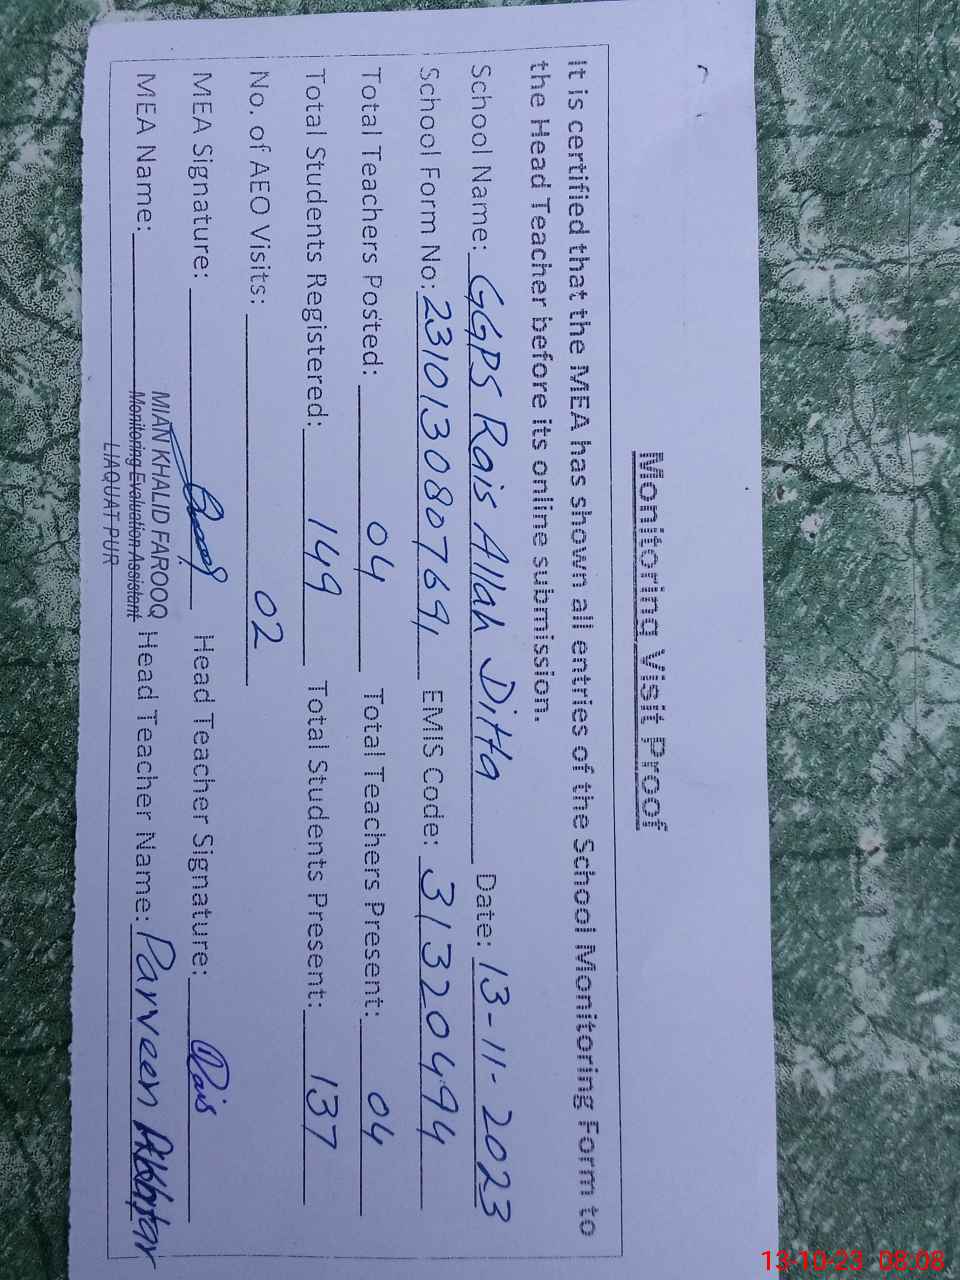 Monitoring Visit Proof
It is certified that the MEA has shown all entries of the School Monitoring Form to
the Head Teacher before its online submission.
School Name: GGPS Rais Allah Ditta Date: 13-11-2023
School Form No: 231013080769, EMIS Code: 31320494
Total Teachers Posted: 04 Total Teachers Present: 04
Total Students Registered: 149 Total Students Present: 137
No. of AEO Visits: 02
MEA Signature: Head Teacher Signature:
MEA Name: MIAN KHALID FAROOQ Head Teacher Name: Parveen Akhtar
Monitoring Evaluation Assistent
LIAQUAT PUR
13-10-23 08:08